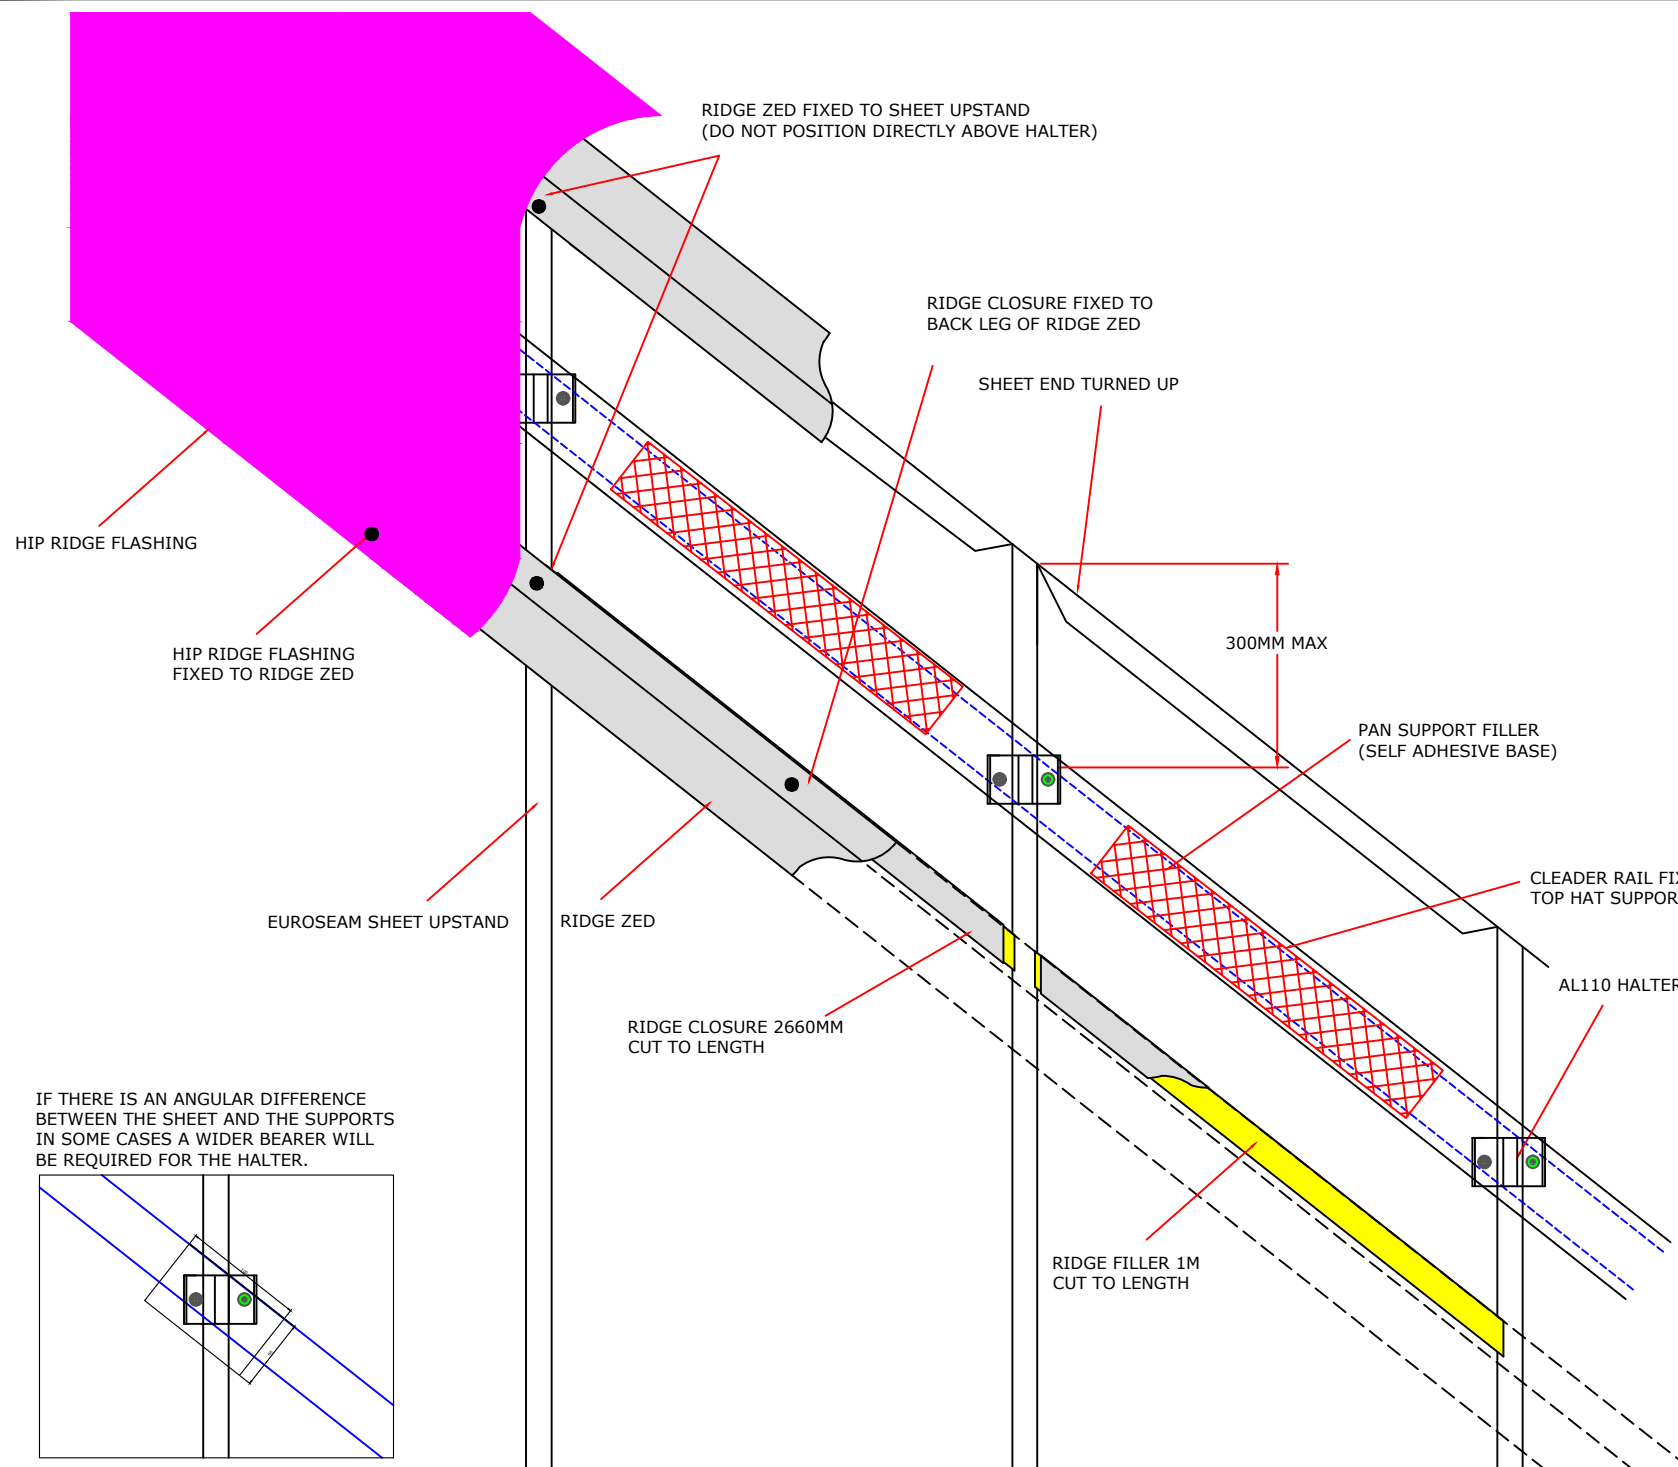 RIDGE ZED FIXED TO SHEET UPSTAND
(DO NOT POSITION DIRECTLY ABOVE HALTER)
RIDGE CLOSURE FIXED TO
BACK LEG OF RIDGE ZED
SHEET END TURNED UP
HIP RIDGE FLASHING
HIP RIDGE FLASHING
FIXED TO RIDGE ZED
300MM MAX
PAN SUPPORT FILLER
(SELF ADHESIVE BASE)
CLEADER RAIL
TOP HAT
EUROSEAM SHEET UPSTAND
RIDGE ZED
AL110 HALTER
RIDGE CLOSURE 2660MM
CUT TO LENGTH
IF THERE IS AN ANGULAR DIFFERENCE
BETWEEN THE SHEET AND THE SUPPORTS
IN SOME CASES A WIDER BEARER WILL
BE REQUIRED FOR THE HALTER.
RIDGE FILLER 1M
CUT TO LENGTH